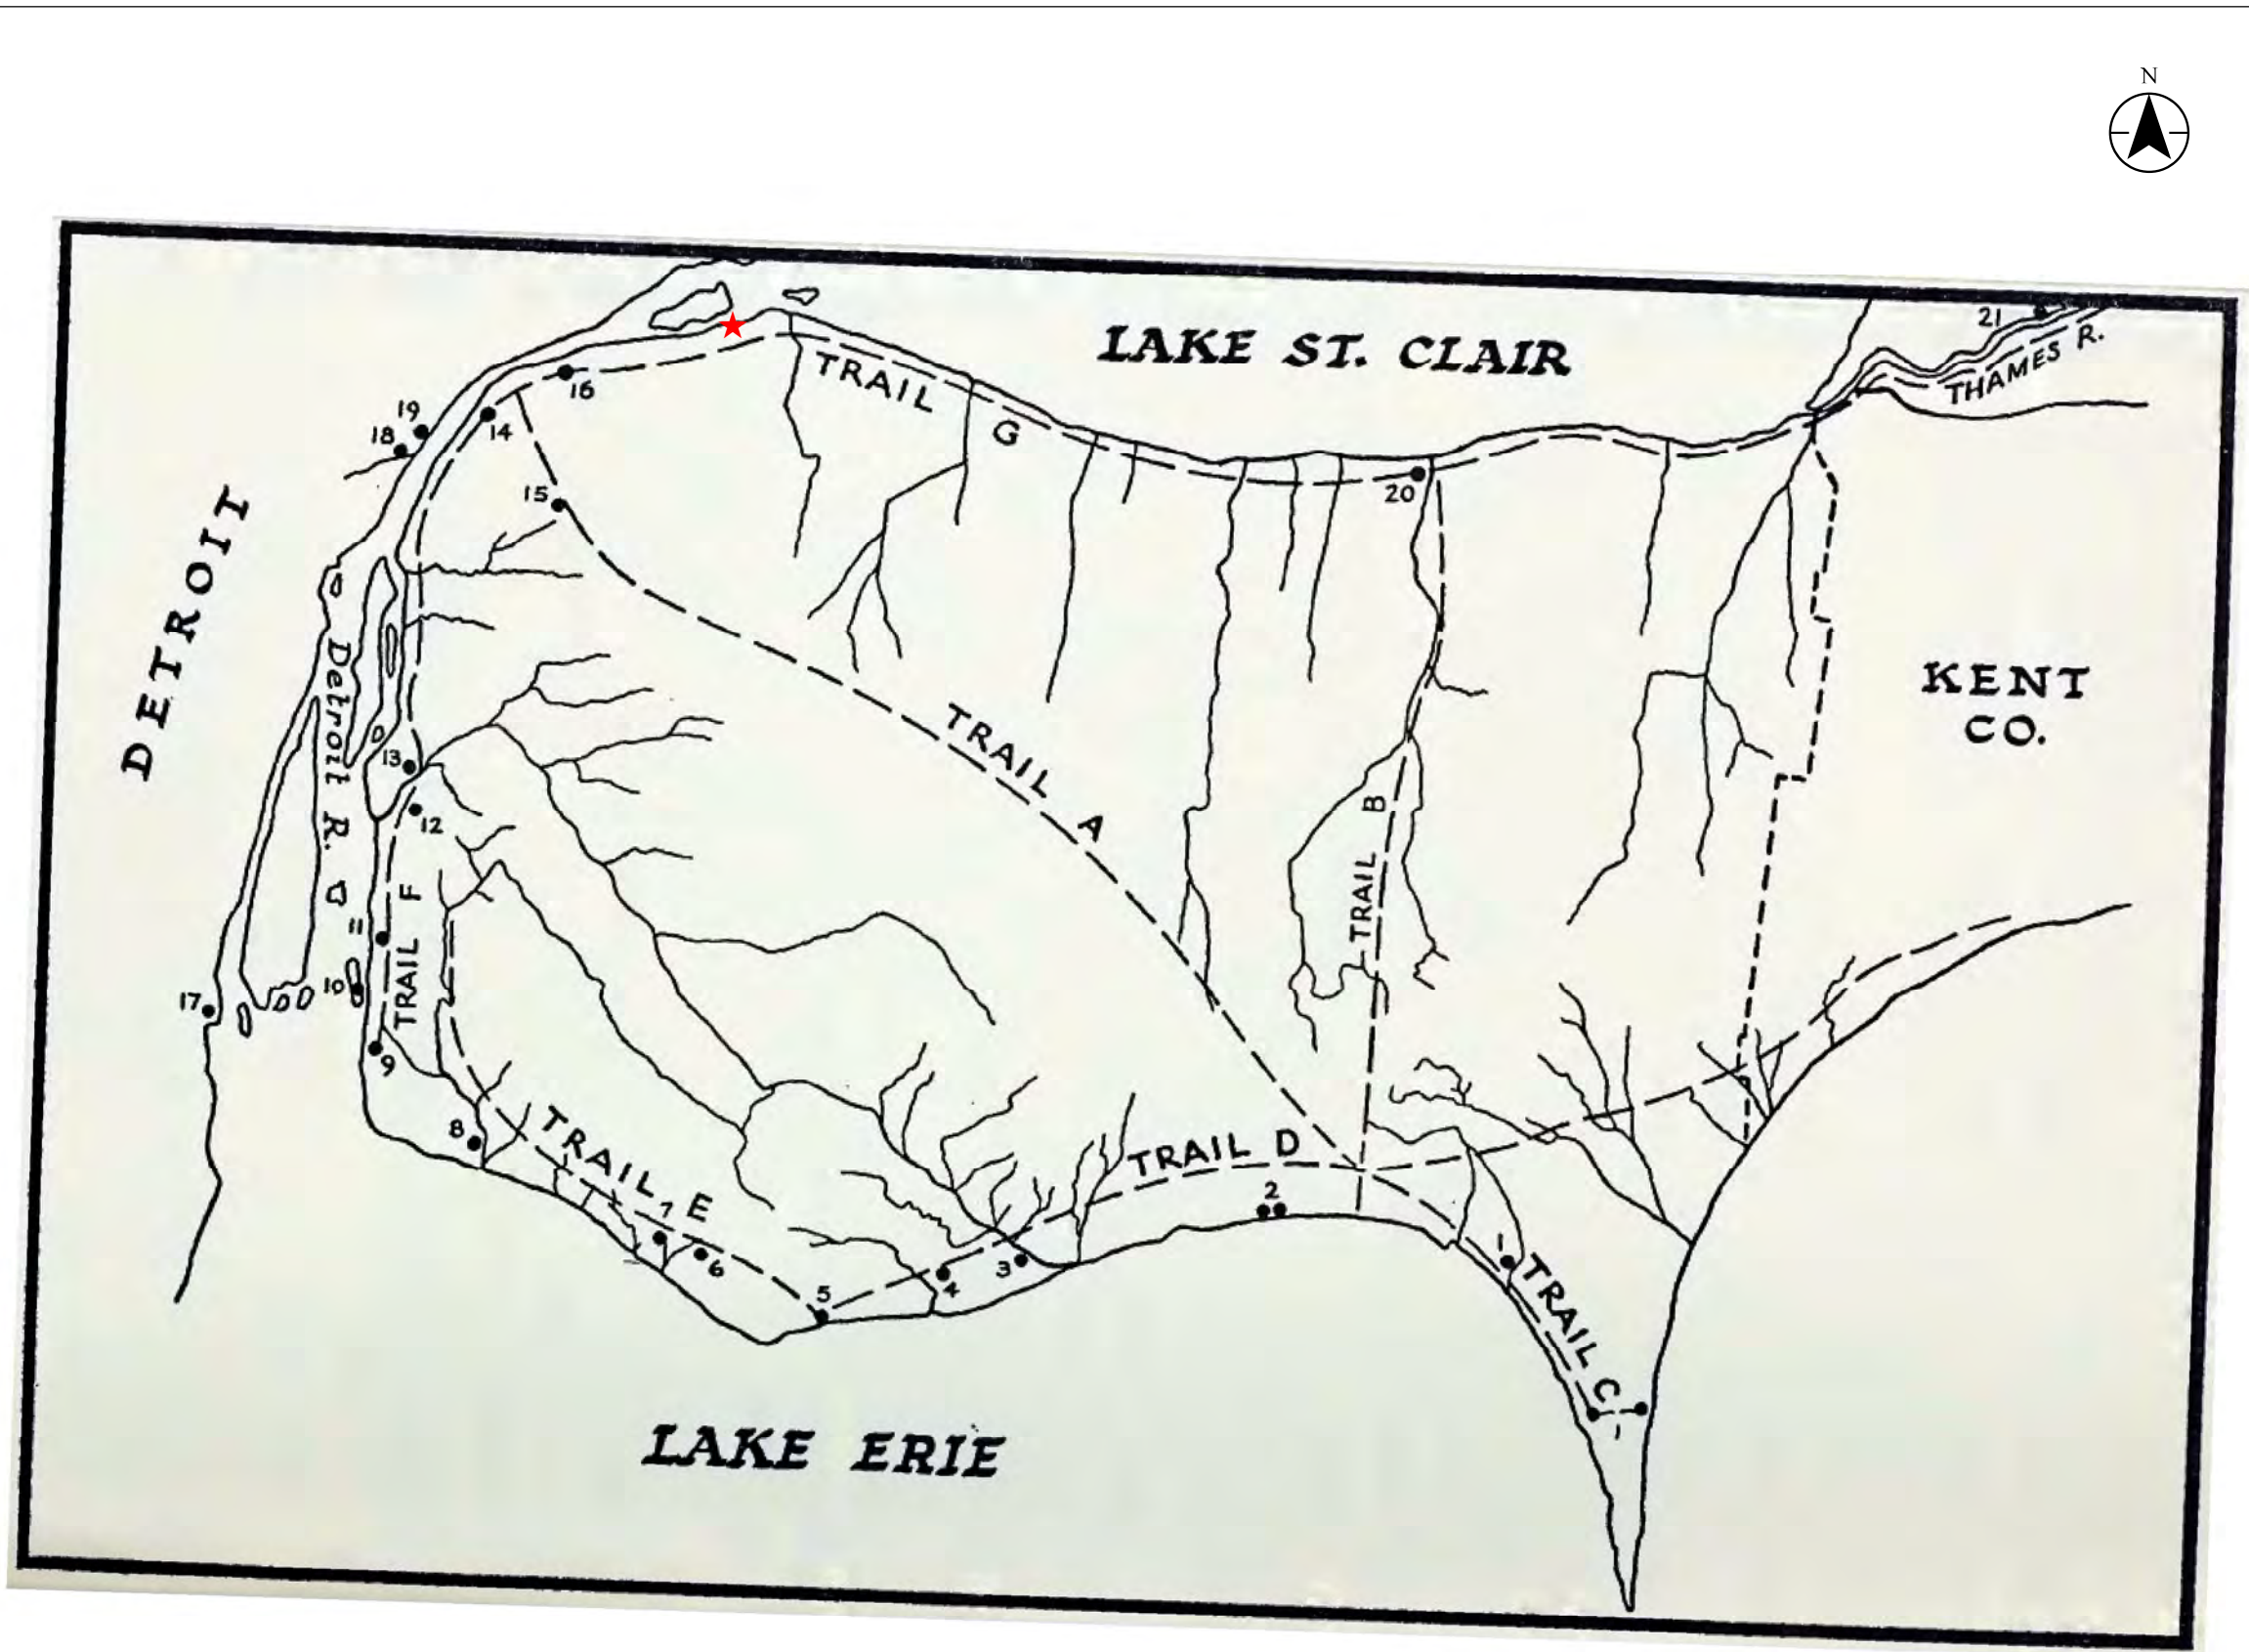 N
LAKE ST. CLAIR
21
THAMES R.
TRAIL G
16
19
18
14
15
20
DETROIT
Detroit R.
KENT
CO.
TRAIL A
13
12
TRAIL B
TRAIL F
11
10
17
9
8
TRAIL E
7
6
5
4
3
TRAIL D
2
1
TRAIL C
1
LAKE ERIE